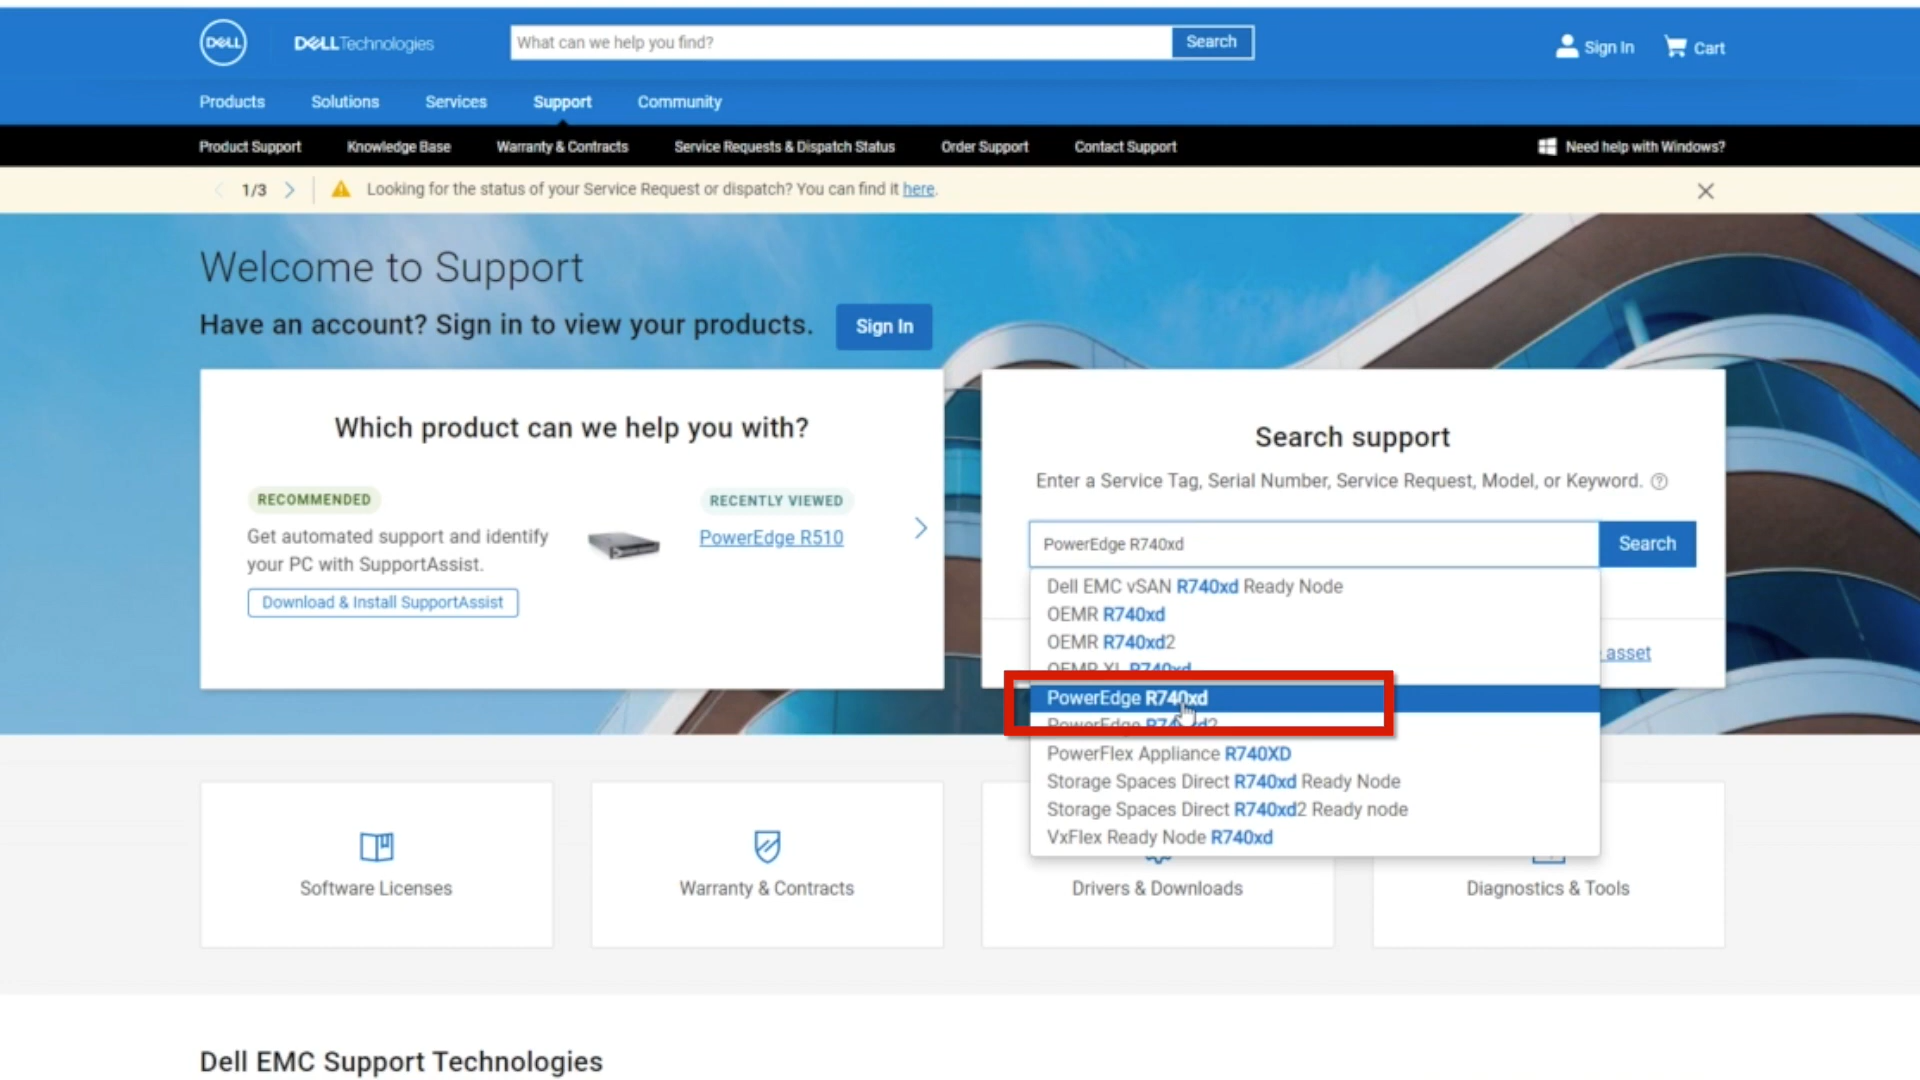 DELL
DELLTechnologies
What can we help you find?
Search
Sign In
Cart
Products
Solutions
Services
Support
Community
Product Support
Knowledge Base
Warranty & Contracts
Service Requests & Dispatch Status
Order Support
Contact Support
Need help with Windows?
1/3
Looking for the status of your Service Request or dispatch? You can find it here.
Welcome to Support
Have an account? Sign in to view your products.
Sign In
Which product can we help you with?
RECOMMENDED
Get automated support and identify
your PC with SupportAssist.
Download & Install SupportAssist
RECENTLY VIEWED
PowerEdge R510
Search support
Enter a Service Tag, Serial Number, Service Request, Model, or Keyword.
PowerEdge R740xd
Search
Dell EMC vSAN R740xd Ready Node
OEMR R740xd
OEMR R740xd2
OEMR XL R740xd
PowerEdge R740xd
PowerEdge R740xd2
PowerFlex Appliance R740XD
Storage Spaces Direct R740xd Ready Node
Storage Spaces Direct R740xd2 Ready node
VxFlex Ready Node R740xd
asset
Software Licenses
Warranty & Contracts
Drivers & Downloads
Diagnostics & Tools
Dell EMC Support Technologies